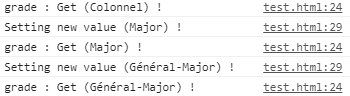 grade : Get (Colonnel) ! test.html:24
Setting new value (Major) ! test.html:29
grade : Get (Major) ! test.html:24
Setting new value (Général-Major) ! test.html:29
grade : Get (Général-Major) ! test.html:24